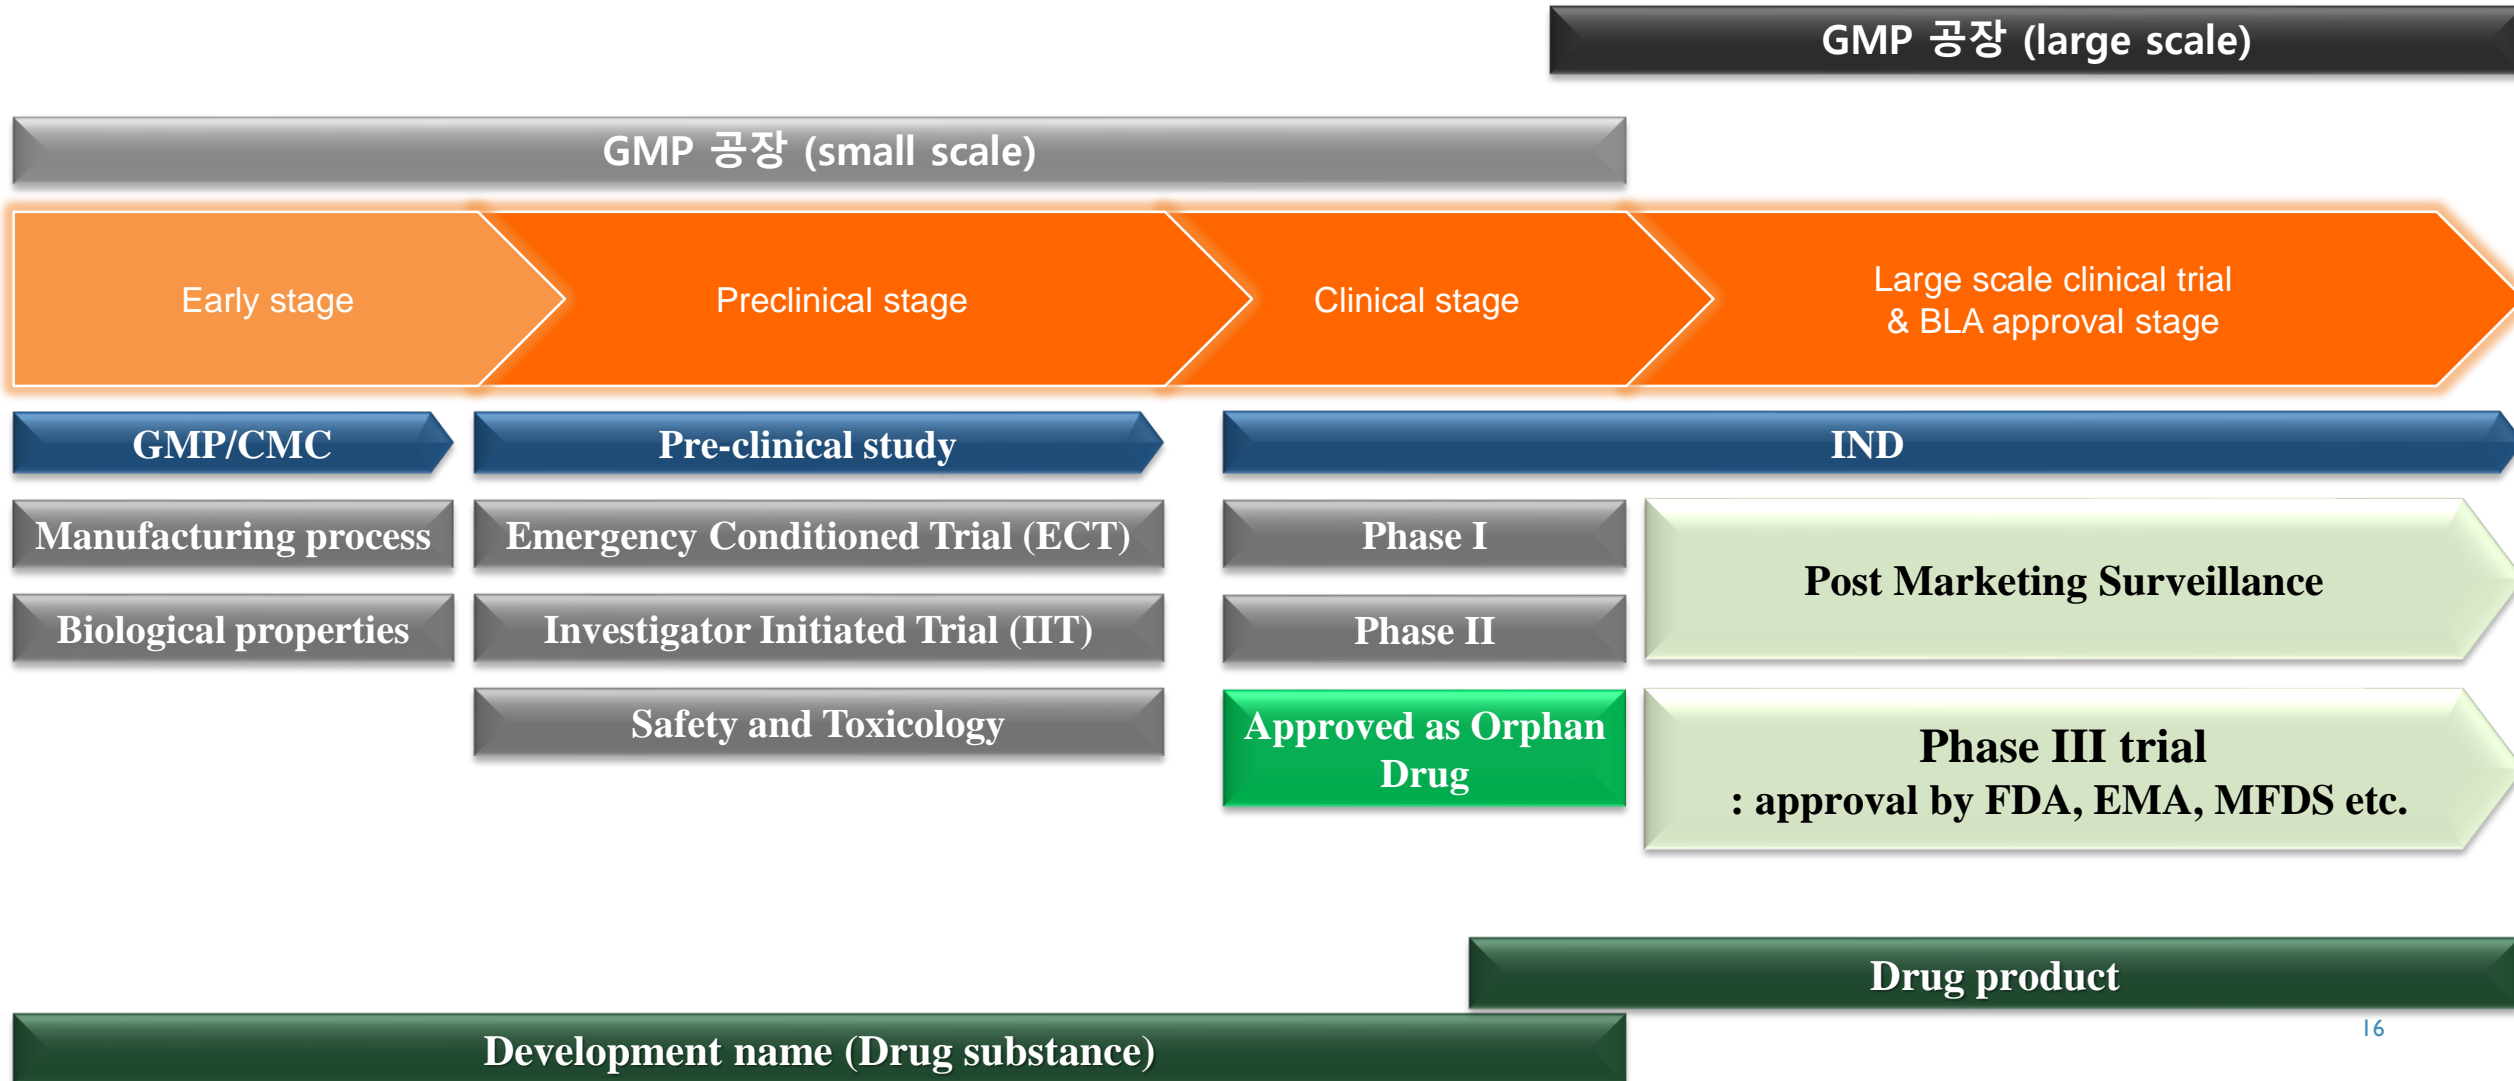 GMP 공장 (large scale)
GMP 공장 (small scale)
Early stage
Preclinical stage
Clinical stage
Large scale clinical trial
& BLA approval stage
GMP/CMC
Pre-clinical study
IND
Manufacturing process
Emergency Conditioned Trial (ECT)
Phase I
Post Marketing Surveillance
Biological properties
Investigator Initiated Trial (IIT)
Phase II
Safety and Toxicology
Approved as Orphan
Drug
Phase III trial
: approval by FDA, EMA, MFDS etc.
Drug product
16
Development name (Drug substance)